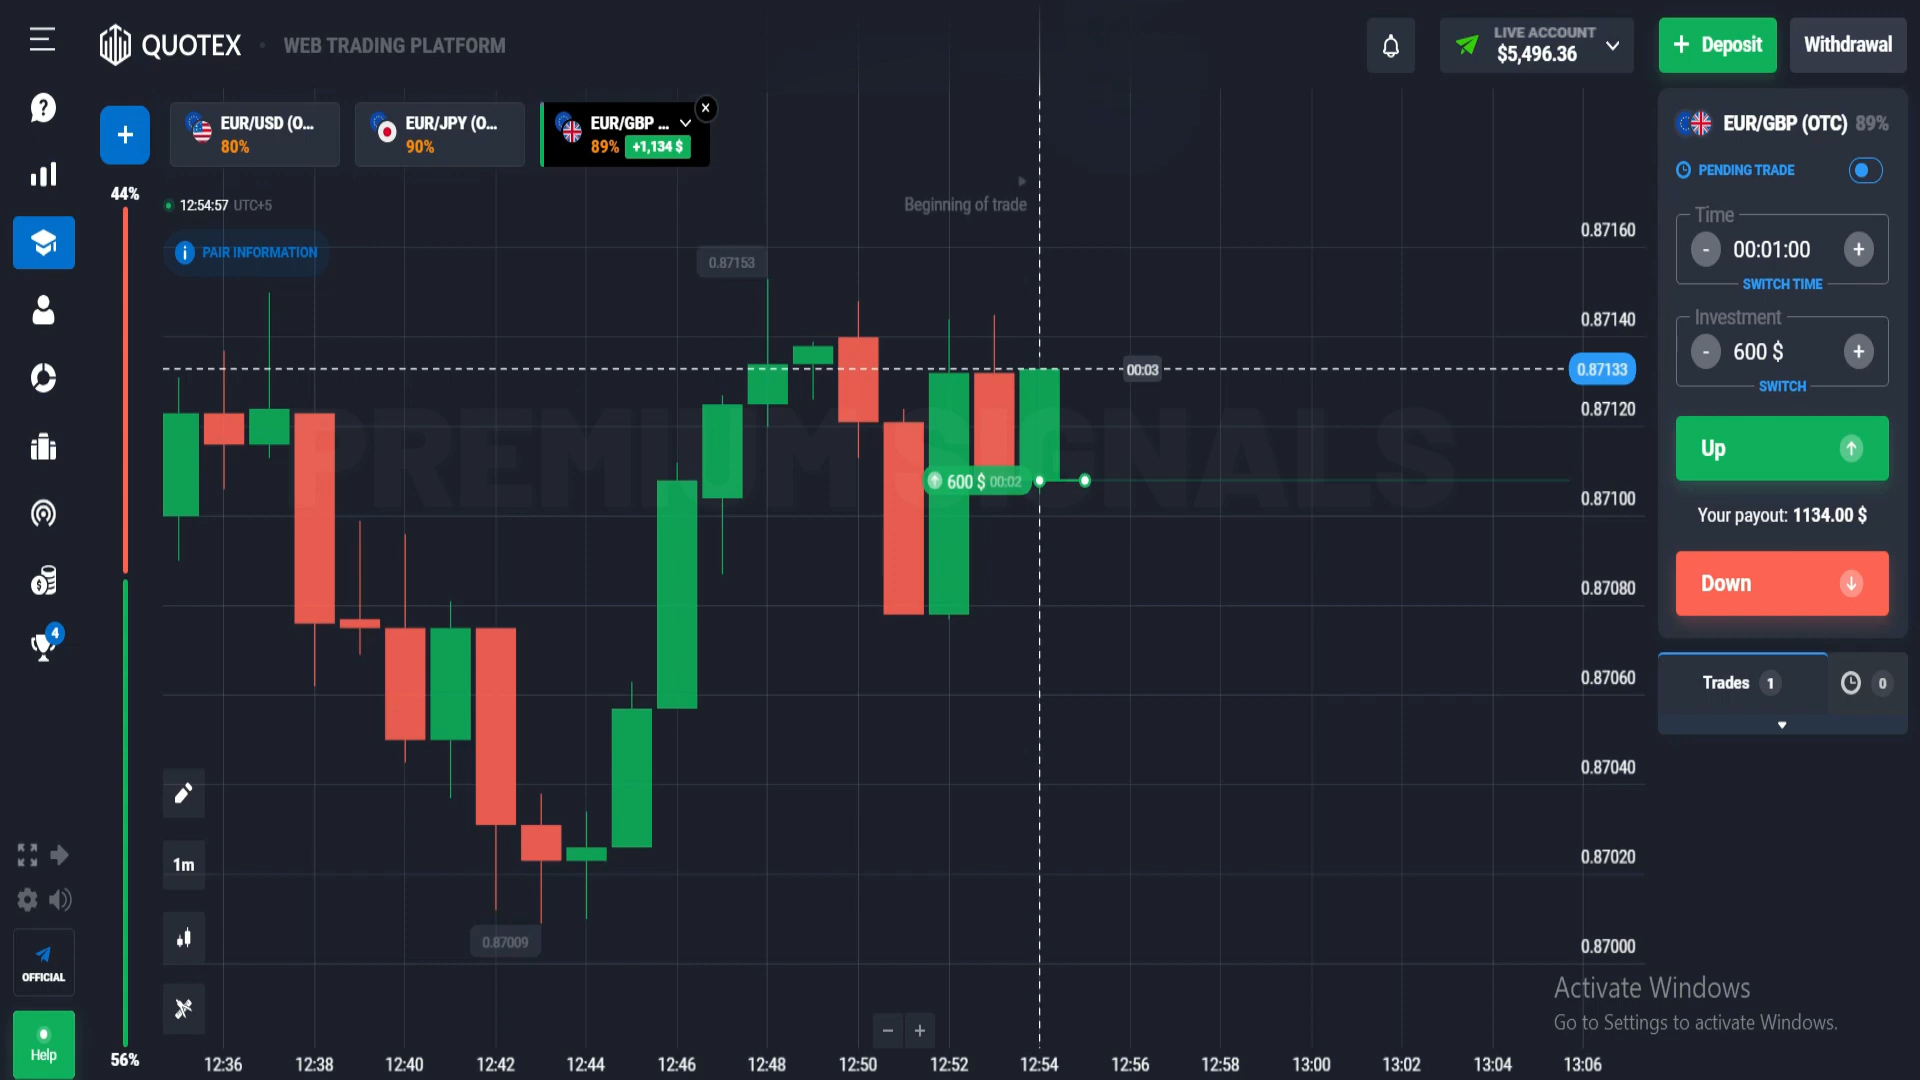 QUOTEX
WEB TRADING PLATFORM
LIVE ACCOUNT
$5,496.36
+ Deposit
Withdrawal
EUR/USD (O...
80%
EUR/JPY (O...
90%
EUR/GBP ...
89% +1,134 $
44%
12:54:57 UTC+5
PAIR INFORMATION
Beginning of trade
0.87153
0.87160
0.87140
0.87133
0.87120
0.87100
0.87080
0.87060
0.87040
0.87020
0.87000
00:03
PREMIUM SIGNALS
600 $ 00:02
0.87009
1m
EUR/GBP (OTC) 89%
PENDING TRADE
Time
- 00:01:00 +
SWITCH TIME
Investment
- 600 $ +
SWITCH
Up
Your payout: 1134.00 $
Down
Trades 1
0
4
OFFICIAL
Help
56%
12:36 12:38 12:40 12:42 12:44 12:46 12:48 12:50 12:52 12:54 12:56 12:58 13:00 13:02 13:04 13:06
Activate Windows
Go to Settings to activate Windows.